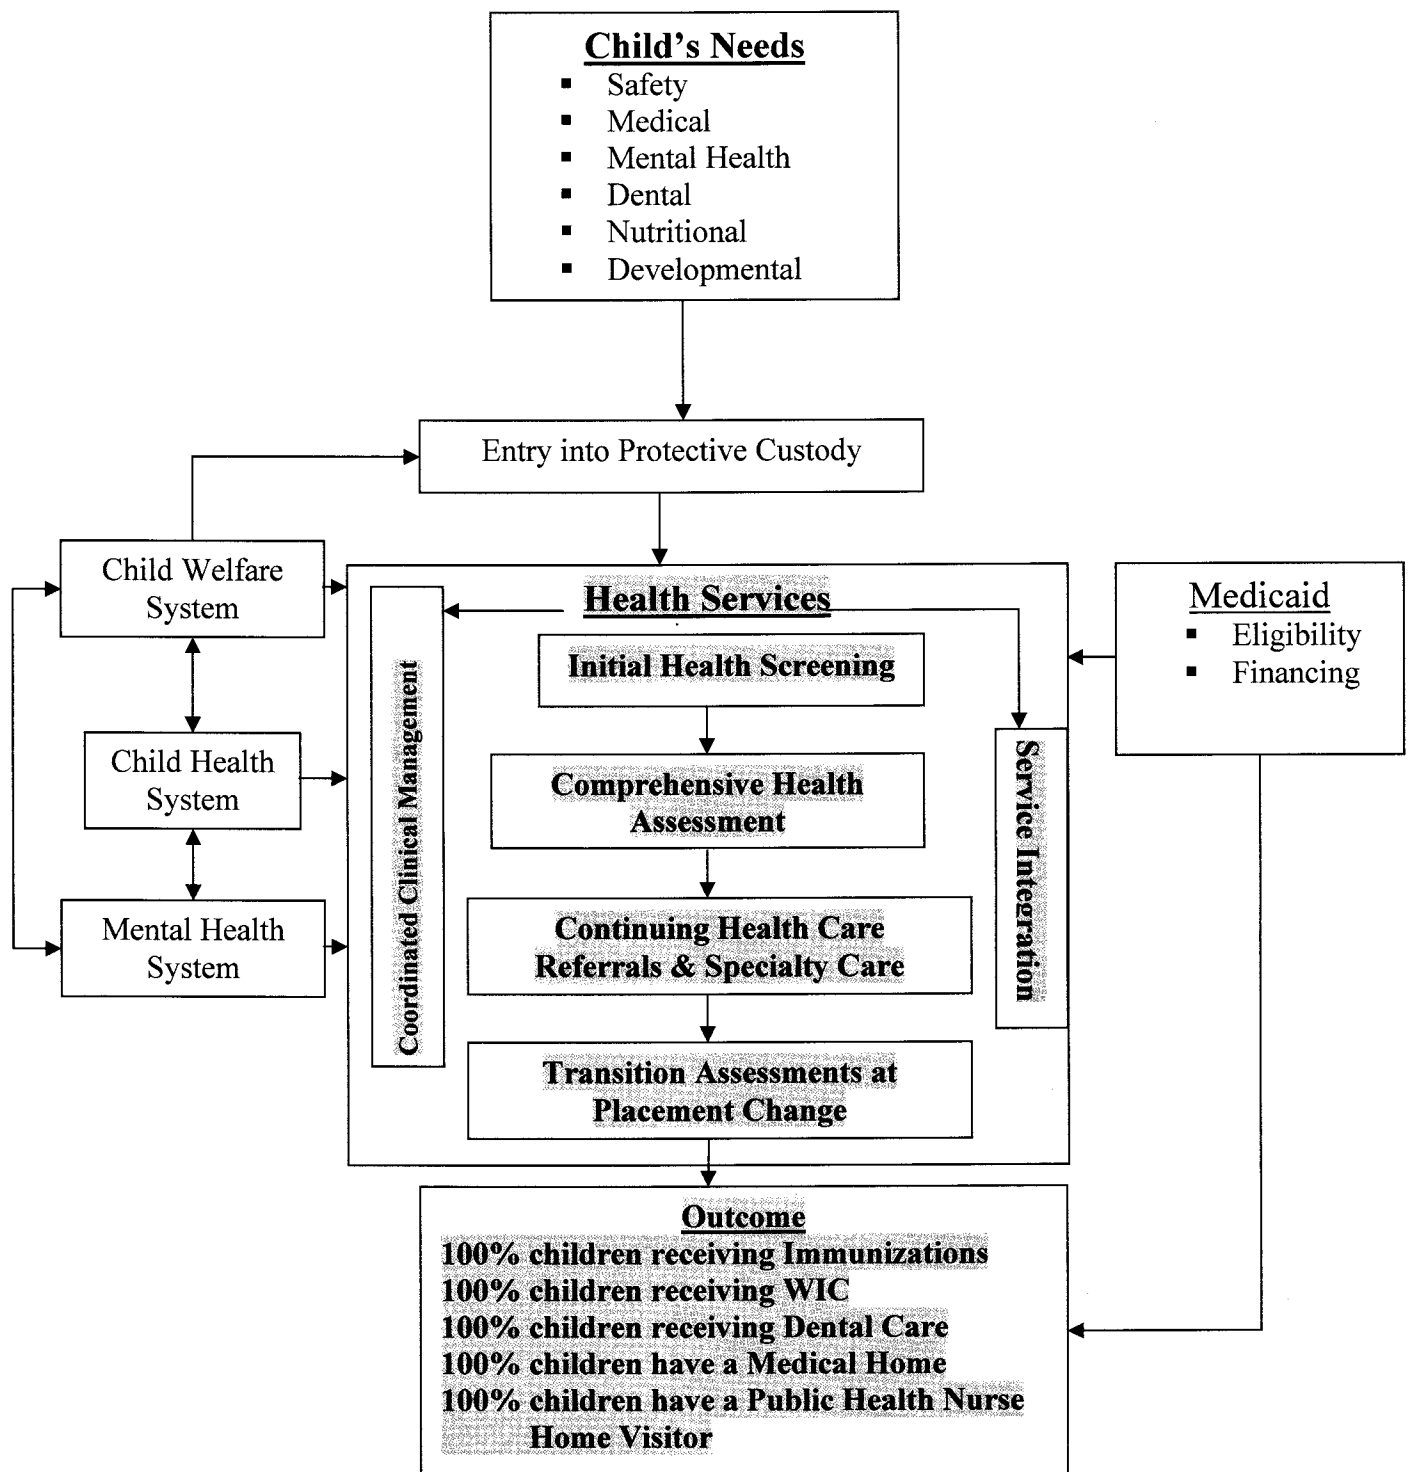 Child's Needs
▪ Safety
▪ Medical
▪ Mental Health
▪ Dental
▪ Nutritional
▪ Developmental
Entry into Protective Custody
Child Welfare
System
Child Health
System
Mental Health
System
Coordinated Clinical Management
Health Services
Initial Health Screening
Comprehensive Health
Assessment
Continuing Health Care
Referrals & Specialty Care
Transition Assessments at
Placement Change
Service Integration
Medicaid
▪ Eligibility
▪ Financing
Outcome
100% children receiving Immunizations
100% children receiving WIC
100% children receiving Dental Care
100% children have a Medical Home
100% children have a Public Health Nurse
Home Visitor